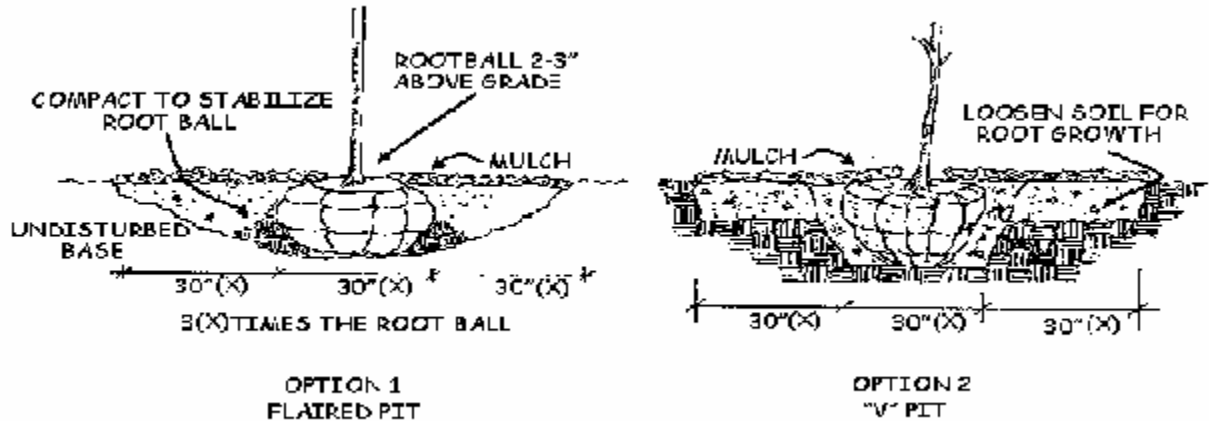 ROOTBALL 2-3"
ABOVE GRADE
COMPACT TO STABILIZE
ROOT BALL
MULCH
UNDISTURBED
BASE
30"(X)
30"(X)
30"(X)
3(X)TIMES THE ROOT BALL
OPTION 1
FLAIRED PIT
LOOSEN SOIL FOR
ROOT GROWTH
MULCH
30"(X)
30"(X)
30"(X)
OPTION 2
"V" PIT